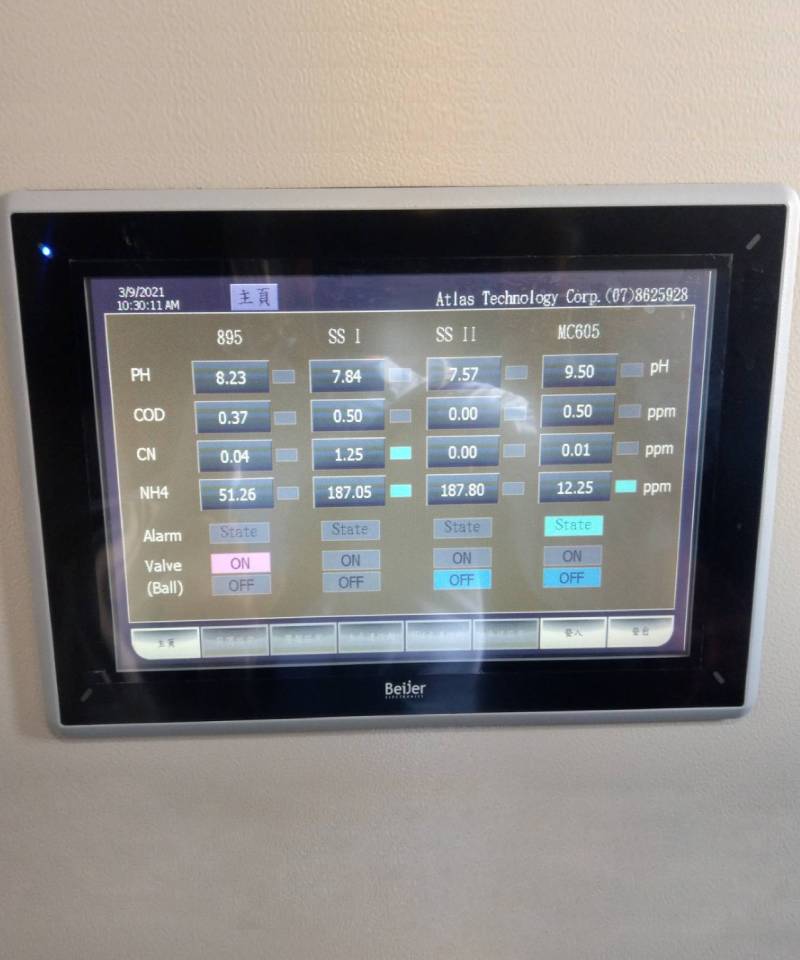 3/9/2021
10:30:11 AM
主頁
Atlas Technology Corp.(07)8625928
895 SS I SS II MC605
PH 8.23 7.84 7.57 9.50 pH
COD 0.37 0.50 0.00 0.50 ppm
CN 0.04 1.25 0.00 0.01 ppm
NH4 51.26 187.05 187.80 12.25 ppm
Alarm State State State State
Valve ON ON ON ON
(Ball) OFF OFF OFF OFF
主頁 登入 登出
Beijer
ELECTRONICS